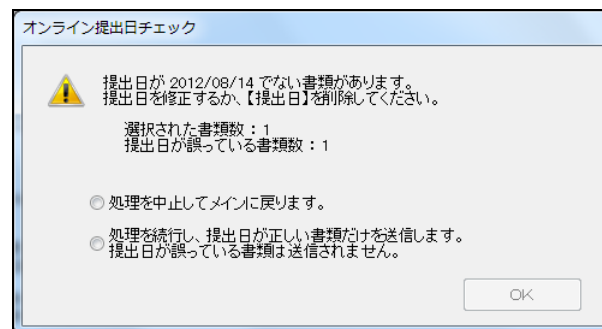 オンライン提出日チェック
提出日が 2012/08/14 でない書類があります。
提出日を修正するか、【提出日】を削除してください。
選択された書類数：1
提出日が誤っている書類数：1
処理を中止してメインに戻ります。
処理を続行し、提出日が正しい書類だけを送信します。
提出日が誤っている書類は送信されません。
OK